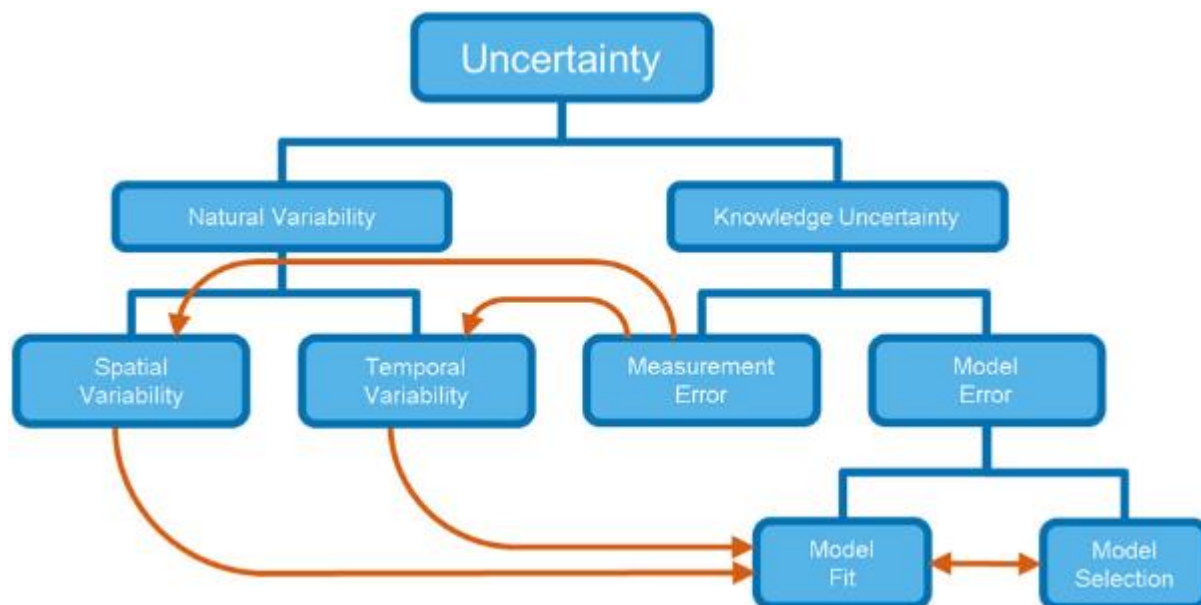 Uncertainty
Natural Variability
Knowledge Uncertainty
Spatial
Variability
Temporal
Variability
Measurement
Error
Model
Error
Model
Fit
Model
Selection